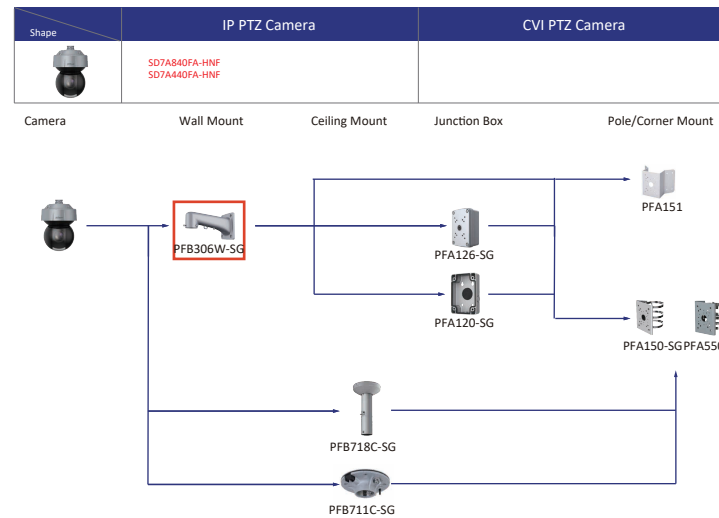 Shape
IP PTZ Camera
CVI PTZ Camera
SD7A840FA-HNF
SD7A440FA-HNF
Camera
Wall Mount
Ceiling Mount
Junction Box
Pole/Corner Mount
PFA151
PFB306W-SG
PFA126-SG
PFA120-SG
PFA150-SG
PFA550
PFB718C-SG
PFB711C-SG